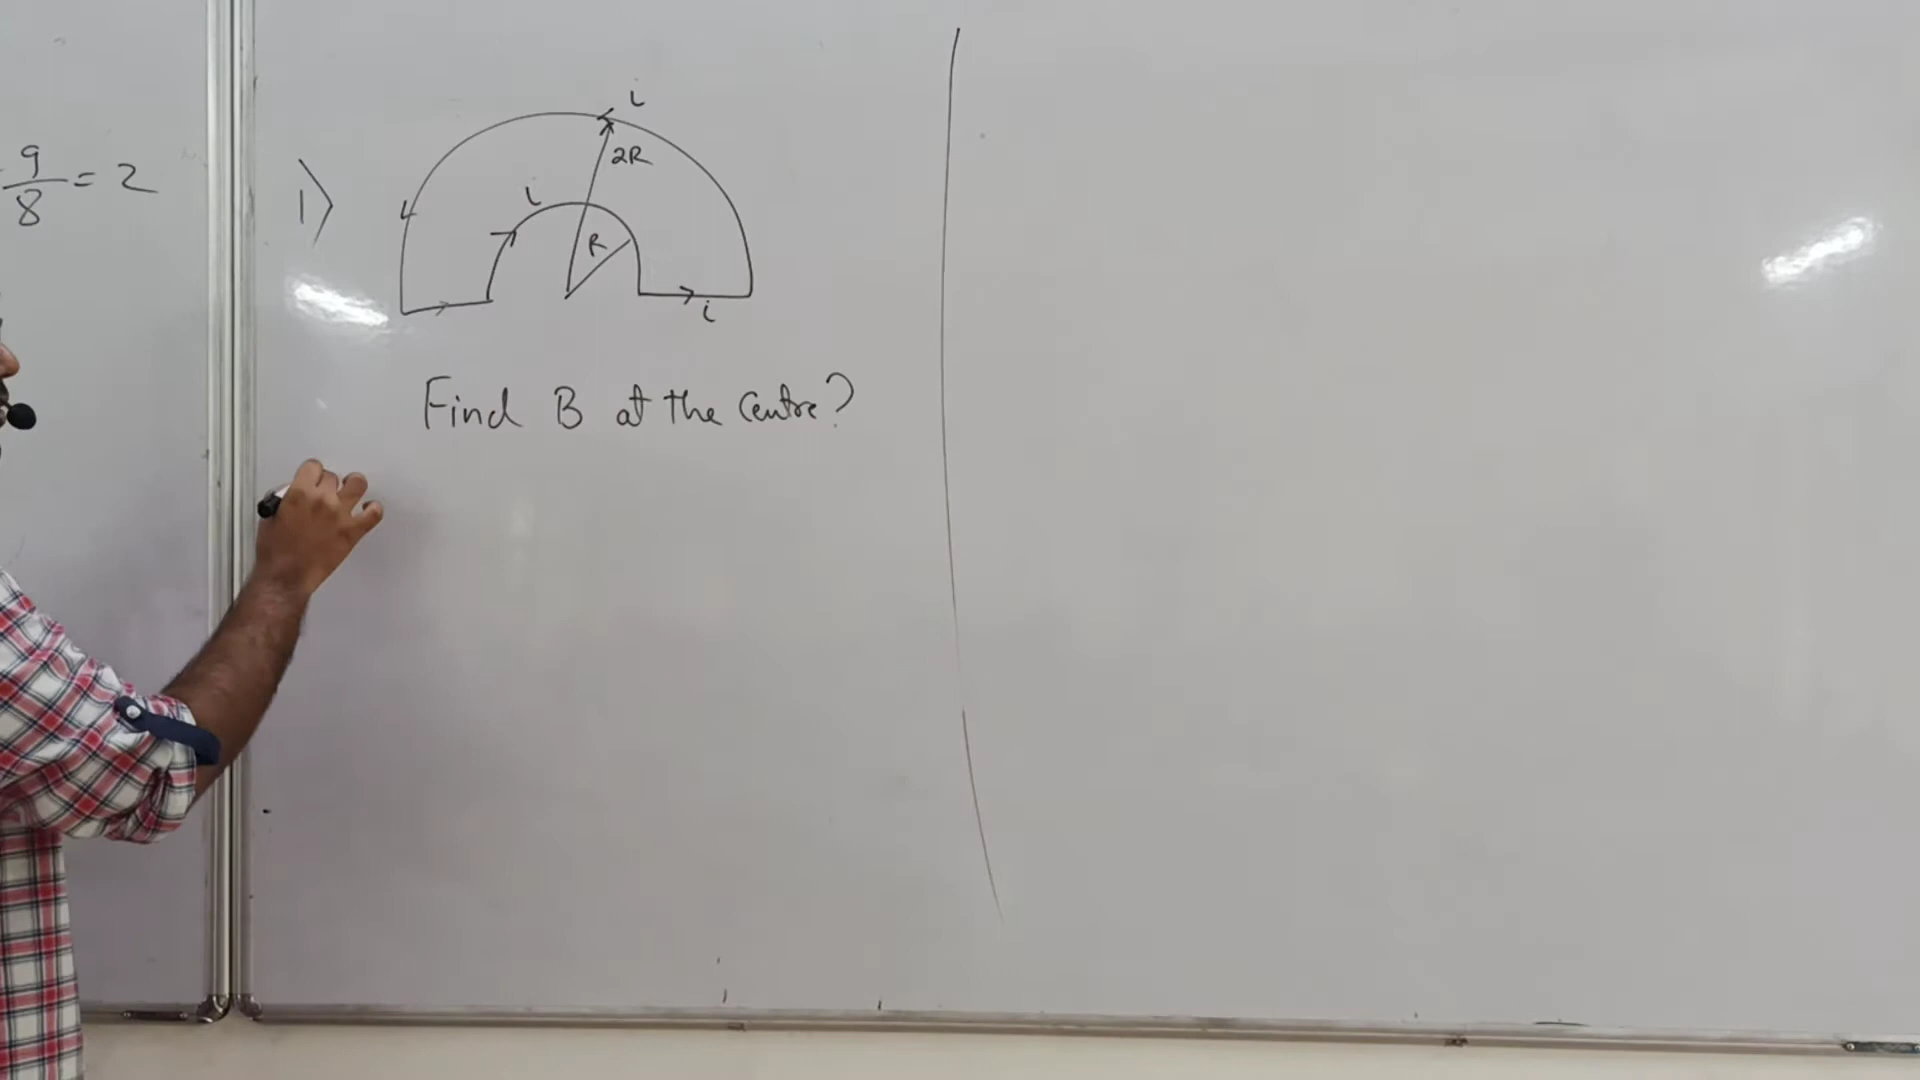 9/8 = 2
1)
i
2R
i
R
i
Find B at the Centre?